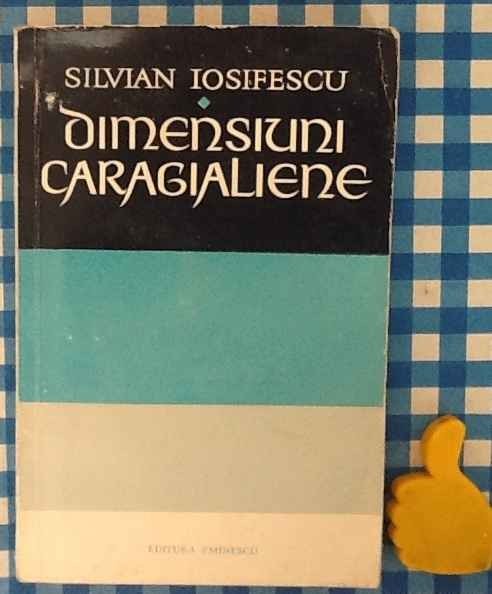 SILVIAN IOSIFESCU
DIMENSIUNI
CARAGIALIENE
EDITURA EMINESCU